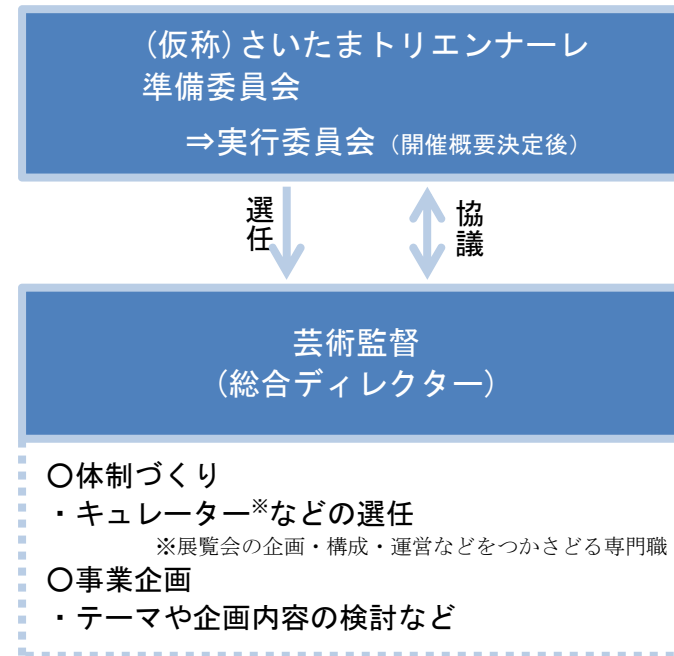 (仮称)さいたまトリエンナーレ
準備委員会
⇒実行委員会（開催概要決定後）
選任
協議
芸術監督
(総合ディレクター)
〇体制づくり
・キュレーター※などの選任
※展覧会の企画・構成・運営などをつかさどる専門職
〇事業企画
・テーマや企画内容の検討など